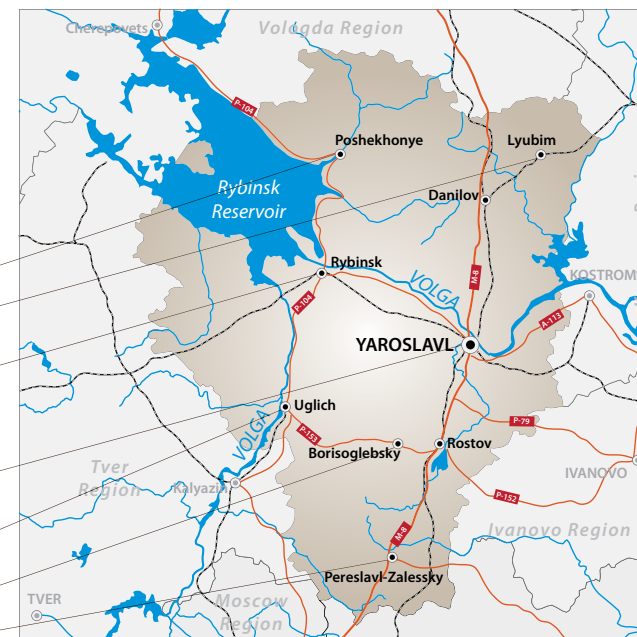 Cherepovets
Vologda Region
P-104
Poshekhonye
Lyubim
Rybinsk
Reservoir
Danilov
Rybinsk
VOLGA
M-8
KOSTROM
P-104
A-113
YAROSLAVL
Uglich
VOLGA
P-153
P-79
Borisoglebsky
Rostov
Tver
Region
Kalyazin
IVANOVO
P-152
M-8
Ivanovo Region
Pereslavl-Zalessky
TVER
Moscow
Region